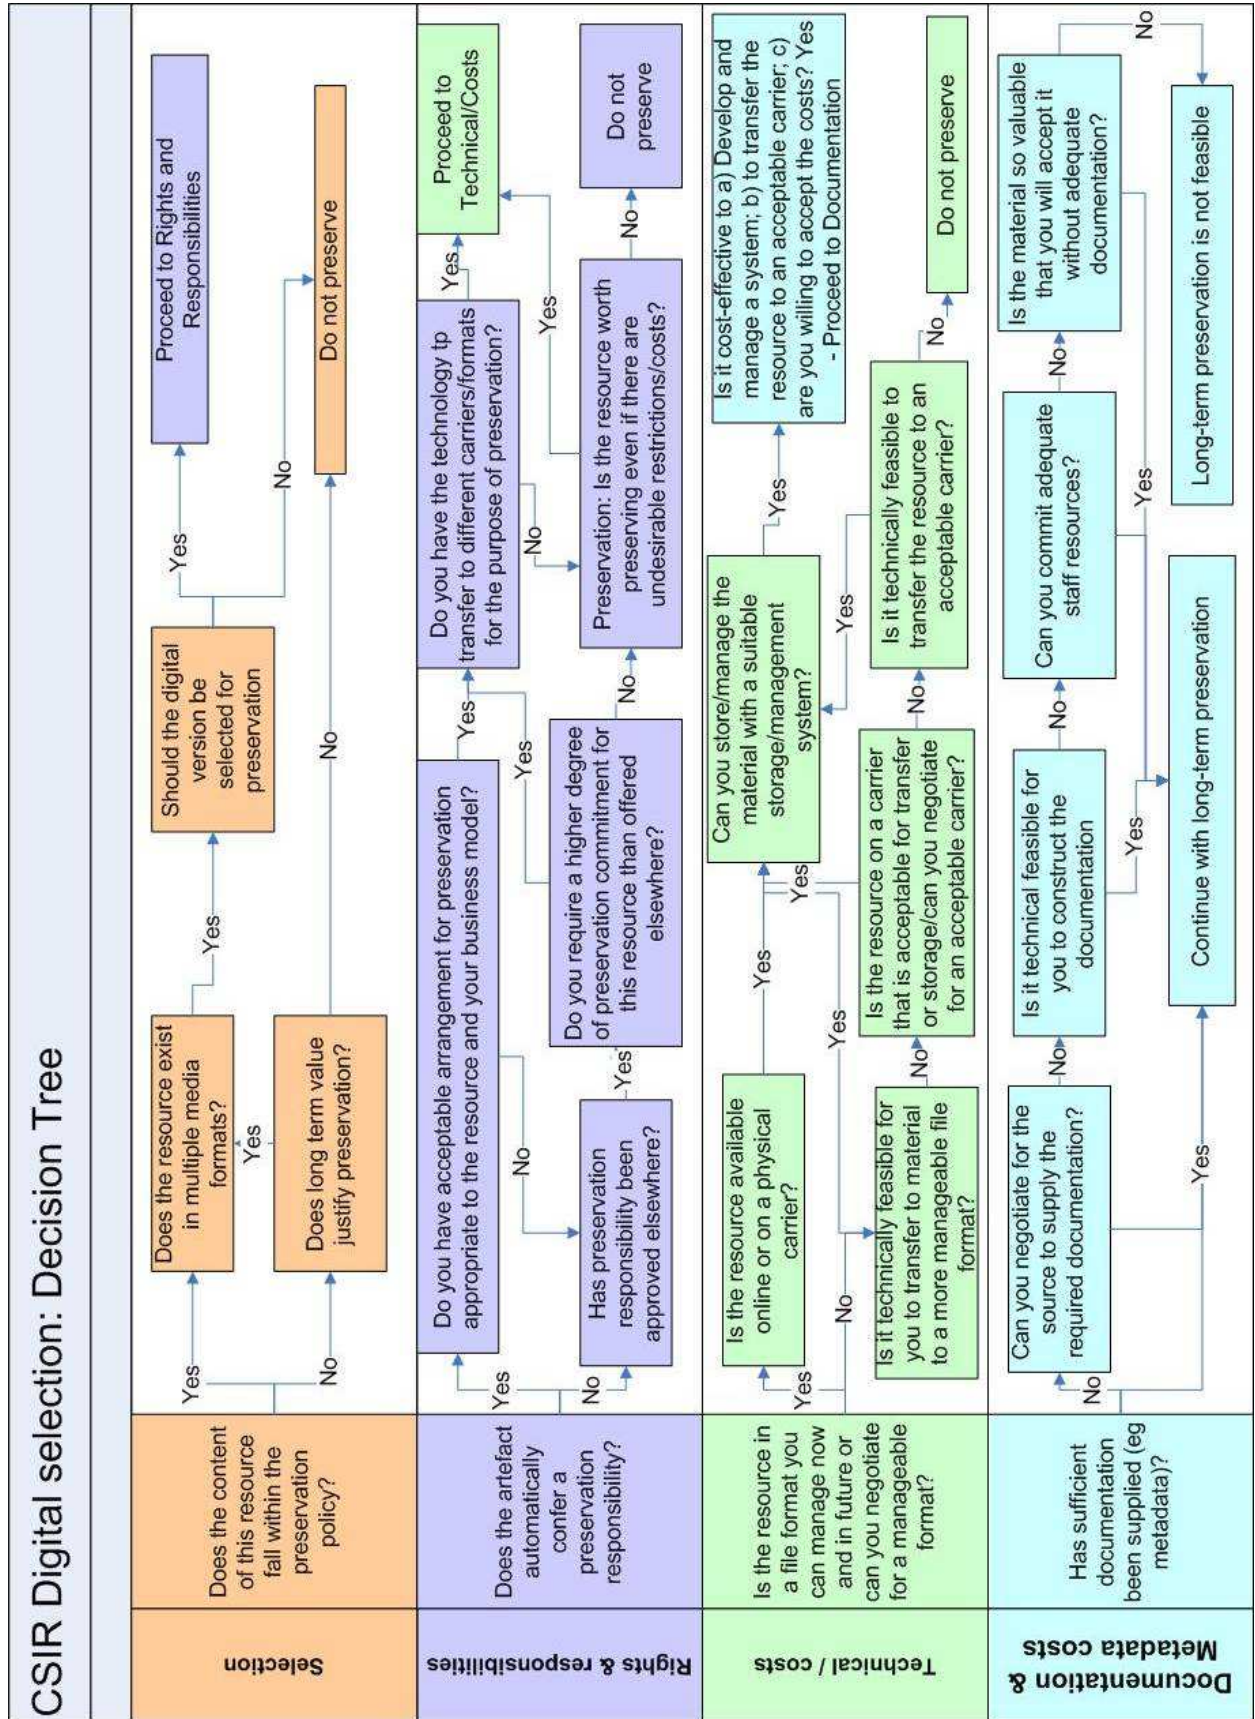 CSIR Digital selection: Decision Tree
Selection
Does the content
of this resource
fall within the
preservation
policy?
Yes
No
Does the resource exist
in multiple media
formats?
Yes
Does long term value
justify preservation?
Yes
No
Should the digital
version be
selected for
preservation
Yes
No
Proceed to Rights and
Responsibilities
Do not preserve
Rights & responsibilities
Does the artefact
automatically
confer a
preservation
responsibility?
Yes
No
Do you have acceptable arrangement for preservation
appropriate to the resource and your business model?
No
Yes
Has preservation
responsibility been
approved elsewhere?
Yes
Do you require a higher degree
of preservation commitment for
this resource than offered
elsewhere?
Yes
No
Do you have the technology tp
transfer to different carriers/formats
for the purpose of preservation?
No
Yes
Preservation: Is the resource worth
preserving even if there are
undesirable restrictions/costs?
Yes
No
Proceed to
Technical/Costs
Do not
preserve
Technical / costs
Is the resource in
a file format you
can manage now
and in future or
can you negotiate
for a manageable
format?
Yes
No
Is the resource available
online or on a physical
carrier?
Yes
Yes
Is it technically feasible for
you to transfer to material
to a more manageable file
format?
No
Is the resource on a carrier
that is acceptable for transfer
or storage/can you negotiate
for an acceptable carrier?
Yes
No
Can you store/manage the
material with a suitable
storage/management
system?
Yes
Is it technically feasible to
transfer the resource to an
acceptable carrier?
Yes
No
Is it cost-effective to a) Develop and
manage a system; b) to transfer the
resource to an acceptable carrier; c)
are you willing to accept the costs? Yes
- Proceed to Documentation
Do not preserve
Documentation &
Metadata costs
Has sufficient
documentation
been supplied (eg
metadata)?
No
Yes
Can you negotiate for the
source to supply the
required documentation?
No
Is it technical feasible for
you to construct the
documentation
Yes
No
Can you commit adequate
staff resources?
Yes
No
Is the material so valuable
that you will accept it
without adequate
documentation?
No
Continue with long-term preservation
Long-term preservation is not feasible